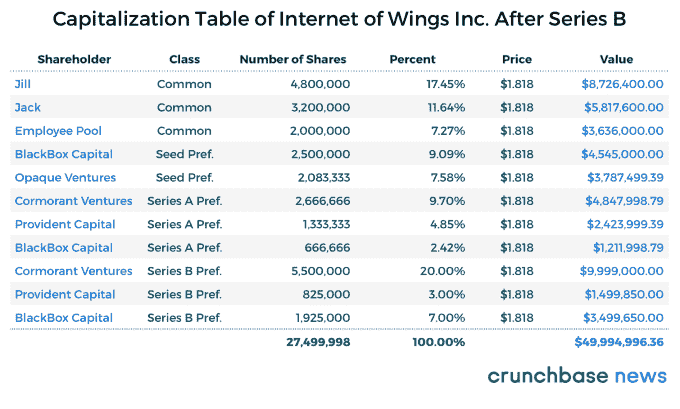 Capitalization Table of Internet of Wings Inc. After Series B
Shareholder Class Number of Shares Percent Price Value
Jill Common 4,800,000 17.45% $1.818 $8,726,400.00
Jack Common 3,200,000 11.64% $1.818 $5,817,600.00
Employee Pool Common 2,000,000 7.27% $1.818 $3,636,000.00
BlackBox Capital Seed Pref. 2,500,000 9.09% $1.818 $4,545,000.00
Opaque Ventures Seed Pref. 2,083,333 7.58% $1.818 $3,787,499.39
Cormorant Ventures Series A Pref. 2,666,666 9.70% $1.818 $4,847,998.79
Provident Capital Series A Pref. 1,333,333 4.85% $1.818 $2,423,999.39
BlackBox Capital Series A Pref. 666,666 2.42% $1.818 $1,211,998.79
Cormorant Ventures Series B Pref. 5,500,000 20.00% $1.818 $9,999,000.00
Provident Capital Series B Pref. 825,000 3.00% $1.818 $1,499,850.00
BlackBox Capital Series B Pref. 1,925,000 7.00% $1.818 $3,499,650.00
27,499,998 100.00% $49,994,996.36
crunchbase news